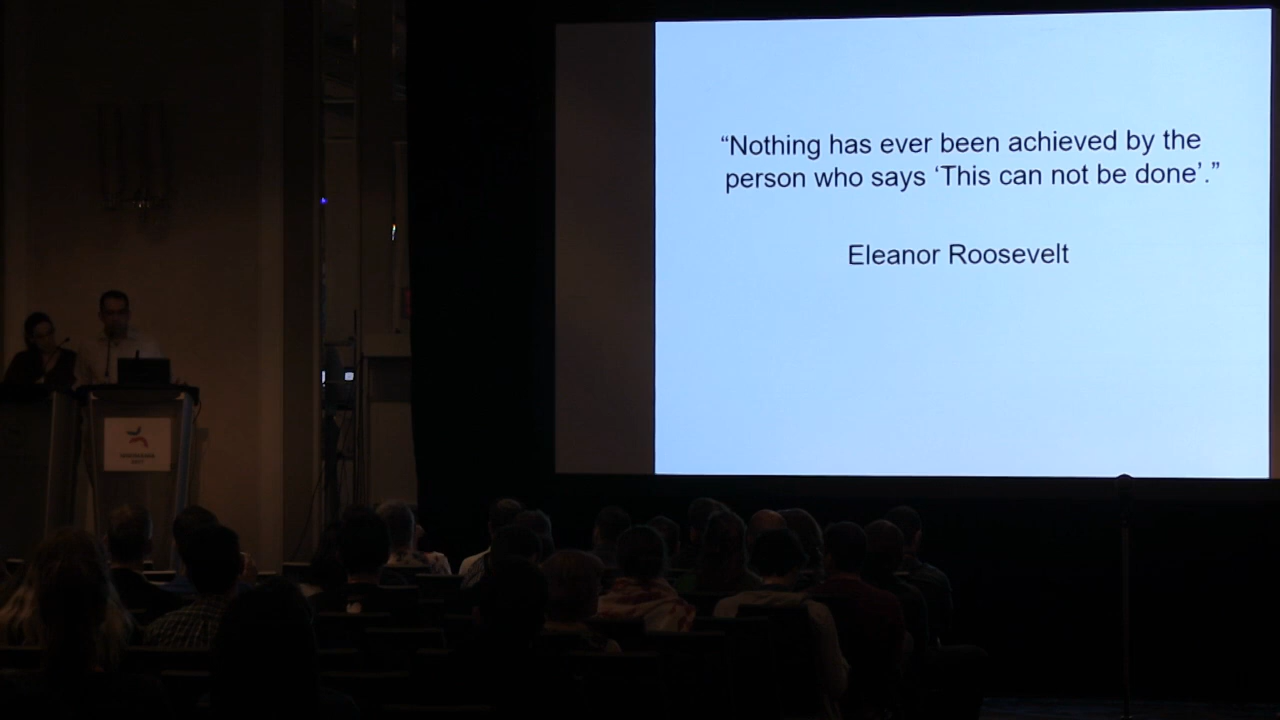 “Nothing has ever been achieved by the
person who says ‘This can not be done’.”
Eleanor Roosevelt